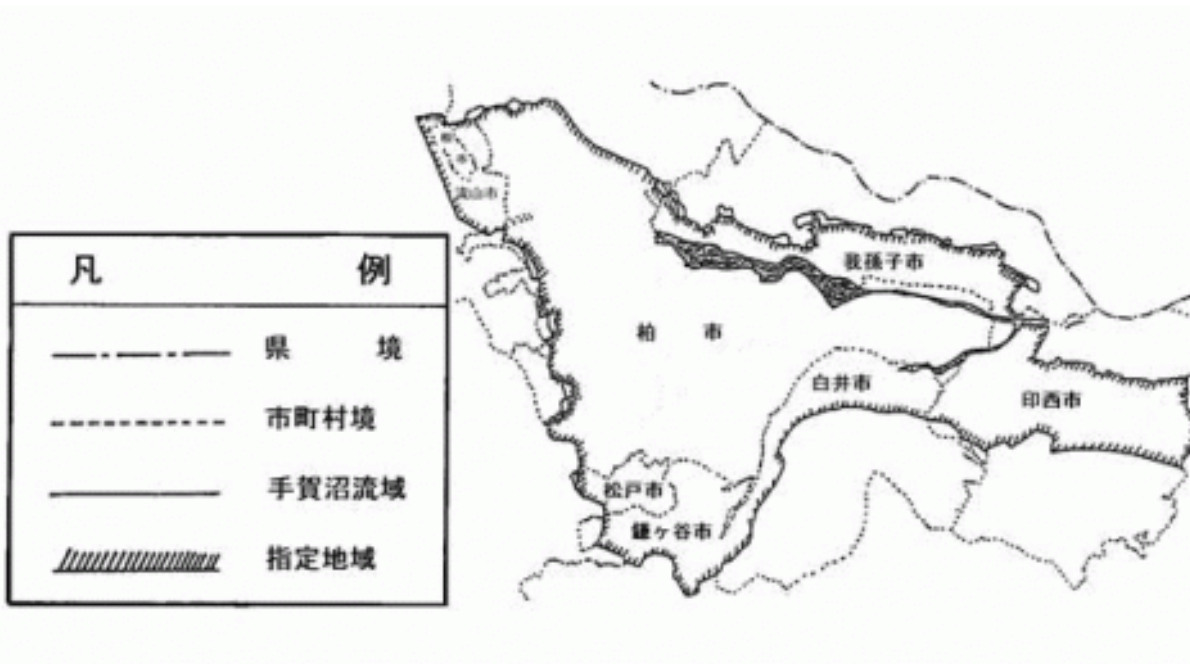 凡 例
県 境
市町村境
手賀沼流域
指定地域
流山市
我孫子市
柏 市
白井市
印西市
松戸市
鎌ヶ谷市